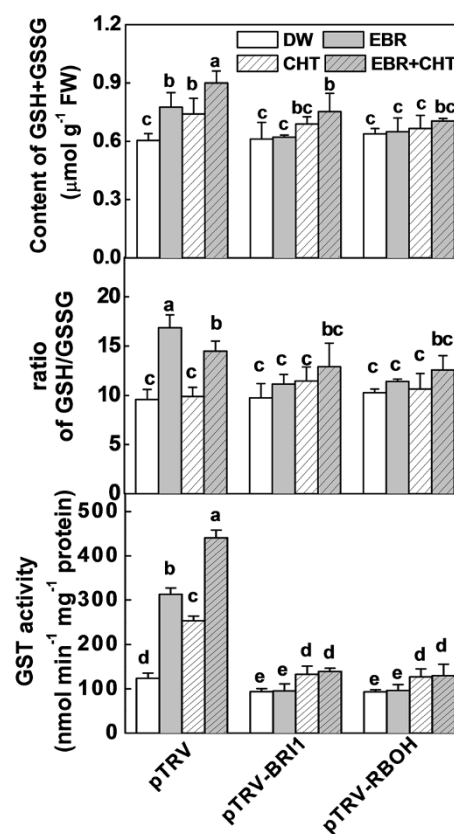 DW EBR
CHT EBR+CHT
Content of GSH+GSSG
(μmol g⁻¹ FW)
1.2
0.9
0.6
0.3
0.0
c b b a c c bc b c c c bc
ratio
of GSH/GSSG
20
15
10
5
0
c a c b c c c bc c c c bc
GST activity
(nmol min⁻¹ mg⁻¹ protein)
500
400
300
200
100
0
d b c a e e d d e e d d
pTRV
pTRV-BRI1
pTRV-RBOH